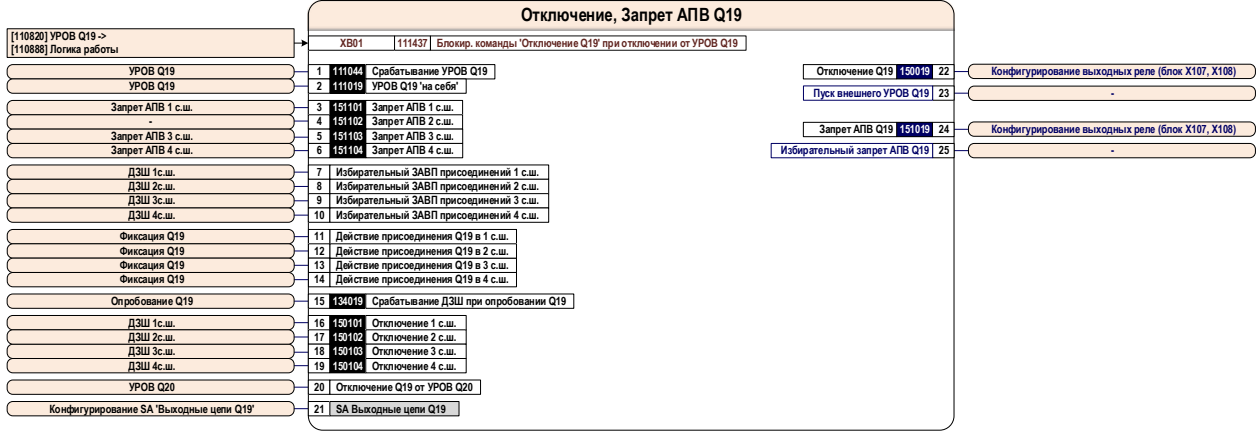 Отключение, Запрет АПВ Q19
[110820] УРОВ Q19 ->
[110888] Логика работы
XB01 111437 Блокир. команды 'Отключение Q19' при отключении от УРОВ Q19
УРОВ Q19 1 111044 Срабатывание УРОВ Q19
УРОВ Q19 2 111019 УРОВ Q19 'на себя'
Запрет АПВ 1 с.ш. 3 151101 Запрет АПВ 1 с.ш.
- 4 151102 Запрет АПВ 2 с.ш.
Запрет АПВ 3 с.ш. 5 151103 Запрет АПВ 3 с.ш.
Запрет АПВ 4 с.ш. 6 151104 Запрет АПВ 4 с.ш.
ДЗШ 1с.ш. 7 Избирательный ЗАВП присоединений 1 с.ш.
ДЗШ 2с.ш. 8 Избирательный ЗАВП присоединений 2 с.ш.
ДЗШ 3с.ш. 9 Избирательный ЗАВП присоединений 3 с.ш.
ДЗШ 4с.ш. 10 Избирательный ЗАВП присоединений 4 с.ш.
Фиксация Q19 11 Действие присоединения Q19 в 1 с.ш.
Фиксация Q19 12 Действие присоединения Q19 в 2 с.ш.
Фиксация Q19 13 Действие присоединения Q19 в 3 с.ш.
Фиксация Q19 14 Действие присоединения Q19 в 4 с.ш.
Опробование Q19 15 134019 Срабатывание ДЗШ при опробовании Q19
ДЗШ 1с.ш. 16 150101 Отключение 1 с.ш.
ДЗШ 2с.ш. 17 150102 Отключение 2 с.ш.
ДЗШ 3с.ш. 18 150103 Отключение 3 с.ш.
ДЗШ 4с.ш. 19 150104 Отключение 4 с.ш.
УРОВ Q20 20 Отключение Q19 от УРОВ Q20
Конфигурирование SA 'Выходные цепи Q19' 21 SA Выходные цепи Q19
Отключение Q19 150019 22 Конфигурирование выходных реле (блок X107, X108)
Пуск внешнего УРОВ Q19 23 -
Запрет АПВ Q19 151019 24 Конфигурирование выходных реле (блок X107, X108)
Избирательный запрет АПВ Q19 25 -